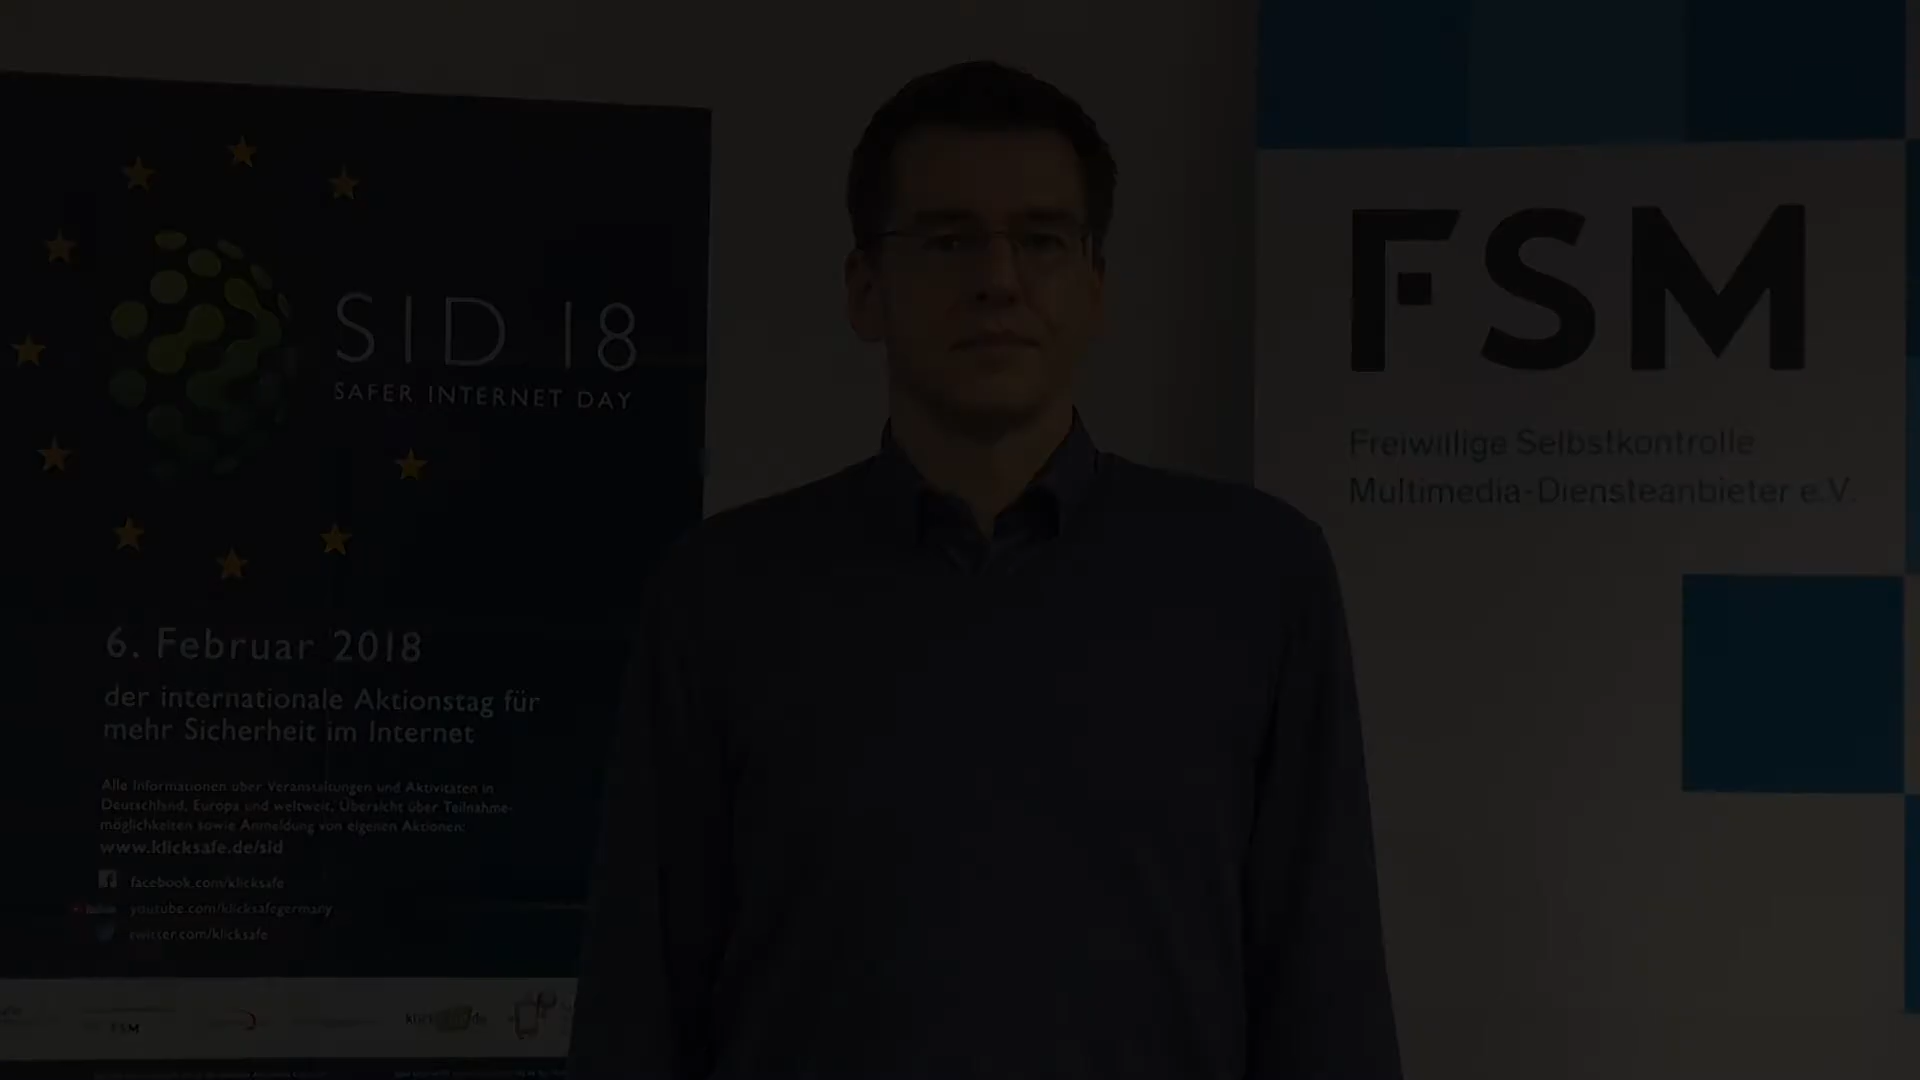 SID 18
SAFER INTERNET DAY
6. Februar 2018
der internationale Aktionstag für
mehr Sicherheit im Internet
Alle Informationen über Veranstaltungen und Aktivitäten in
Deutschland, Europa und weltweit, Übersicht über Teilnahme-
möglichkeiten sowie Anmeldung von eigenen Aktionen:
www.klicksafe.de/sid
facebook.com/klicksafe
youtube.com/klicksafegermany
twitter.com/klicksafe
FSM
FSM
Freiwillige Selbstkontrolle
Multimedia-Diensteanbieter e.V.